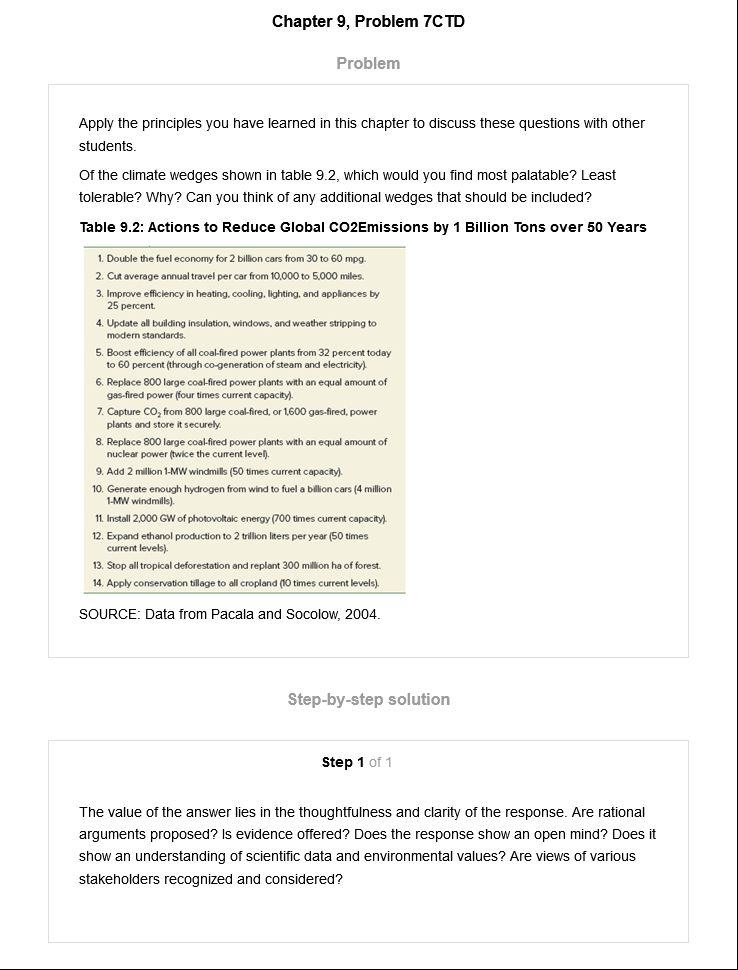 Chapter 9, Problem 7CTD
Problem
Apply the principles you have learned in this chapter to discuss these questions with other
students.
Of the climate wedges shown in table 9.2, which would you find most palatable? Least
tolerable? Why? Can you think of any additional wedges that should be included?
Table 9.2: Actions to Reduce Global CO2Emissions by 1 Billion Tons over 50 Years
1. Double the fuel economy for 2 billion cars from 30 to 60 mpg.
2. Cut average annual travel per car from 10,000 to 5,000 miles.
3. Improve efficiency in heating, cooling, lighting, and appliances by
25 percent.
4. Update all building insulation, windows, and weather stripping to
modern standards.
5. Boost efficiency of all coal-fired power plants from 32 percent today
to 60 percent (through co-generation of steam and electricity).
6. Replace 800 large coal-fired power plants with an equal amount of
gas-fired power (four times current capacity).
7. Capture CO₂ from 800 large coal-fired, or 1,600 gas-fired, power
plants and store it securely.
8. Replace 800 large coal-fired power plants with an equal amount of
nuclear power (twice the current level).
9. Add 2 million 1-MW windmills (50 times current capacity).
10. Generate enough hydrogen from wind to fuel a billion cars (4 million
1-MW windmills).
11. Install 2,000 GW of photovoltaic energy (700 times current capacity).
12. Expand ethanol production to 2 trillion liters per year (50 times
current levels).
13. Stop all tropical deforestation and replant 300 million ha of forest.
14. Apply conservation tillage to all cropland (10 times current levels).
SOURCE: Data from Pacala and Socolow, 2004.
Step-by-step solution
Step 1 of 1
The value of the answer lies in the thoughtfulness and clarity of the response. Are rational
arguments proposed? Is evidence offered? Does the response show an open mind? Does it
show an understanding of scientific data and environmental values? Are views of various
stakeholders recognized and considered?